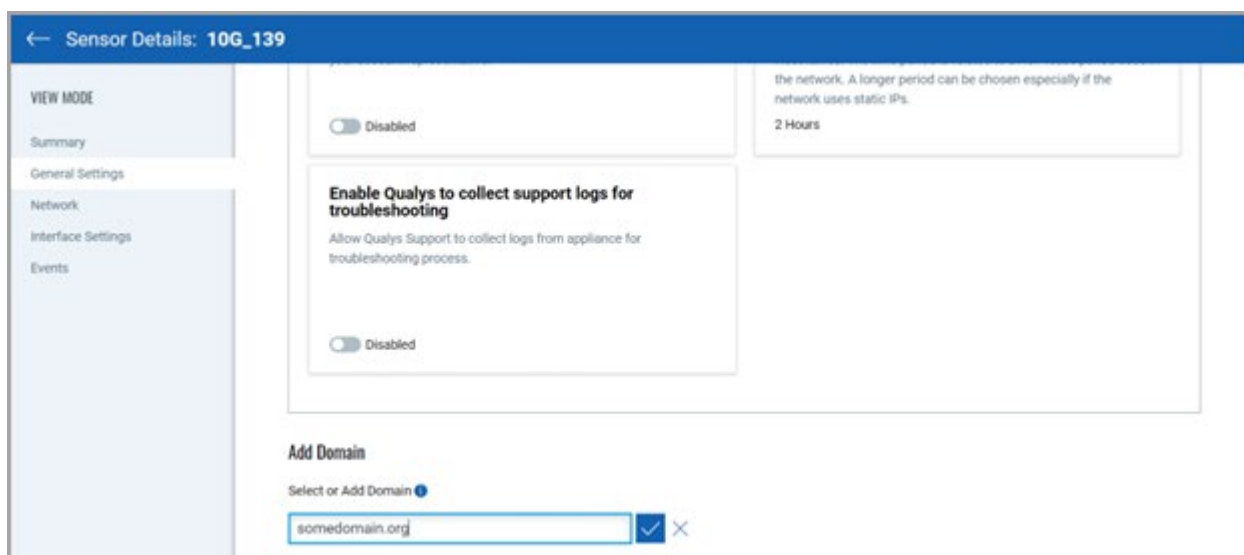 ← Sensor Details: 10G_139
VIEW MODE
Summary
General Settings
Network
Interface Settings
Events
Disabled
the network. A longer period can be chosen especially if the
network uses static IPs.
2 Hours
Enable Qualys to collect support logs for
troubleshooting
Allow Qualys Support to collect logs from appliance for
troubleshooting process.
Disabled
Add Domain
Select or Add Domain
somedomain.org